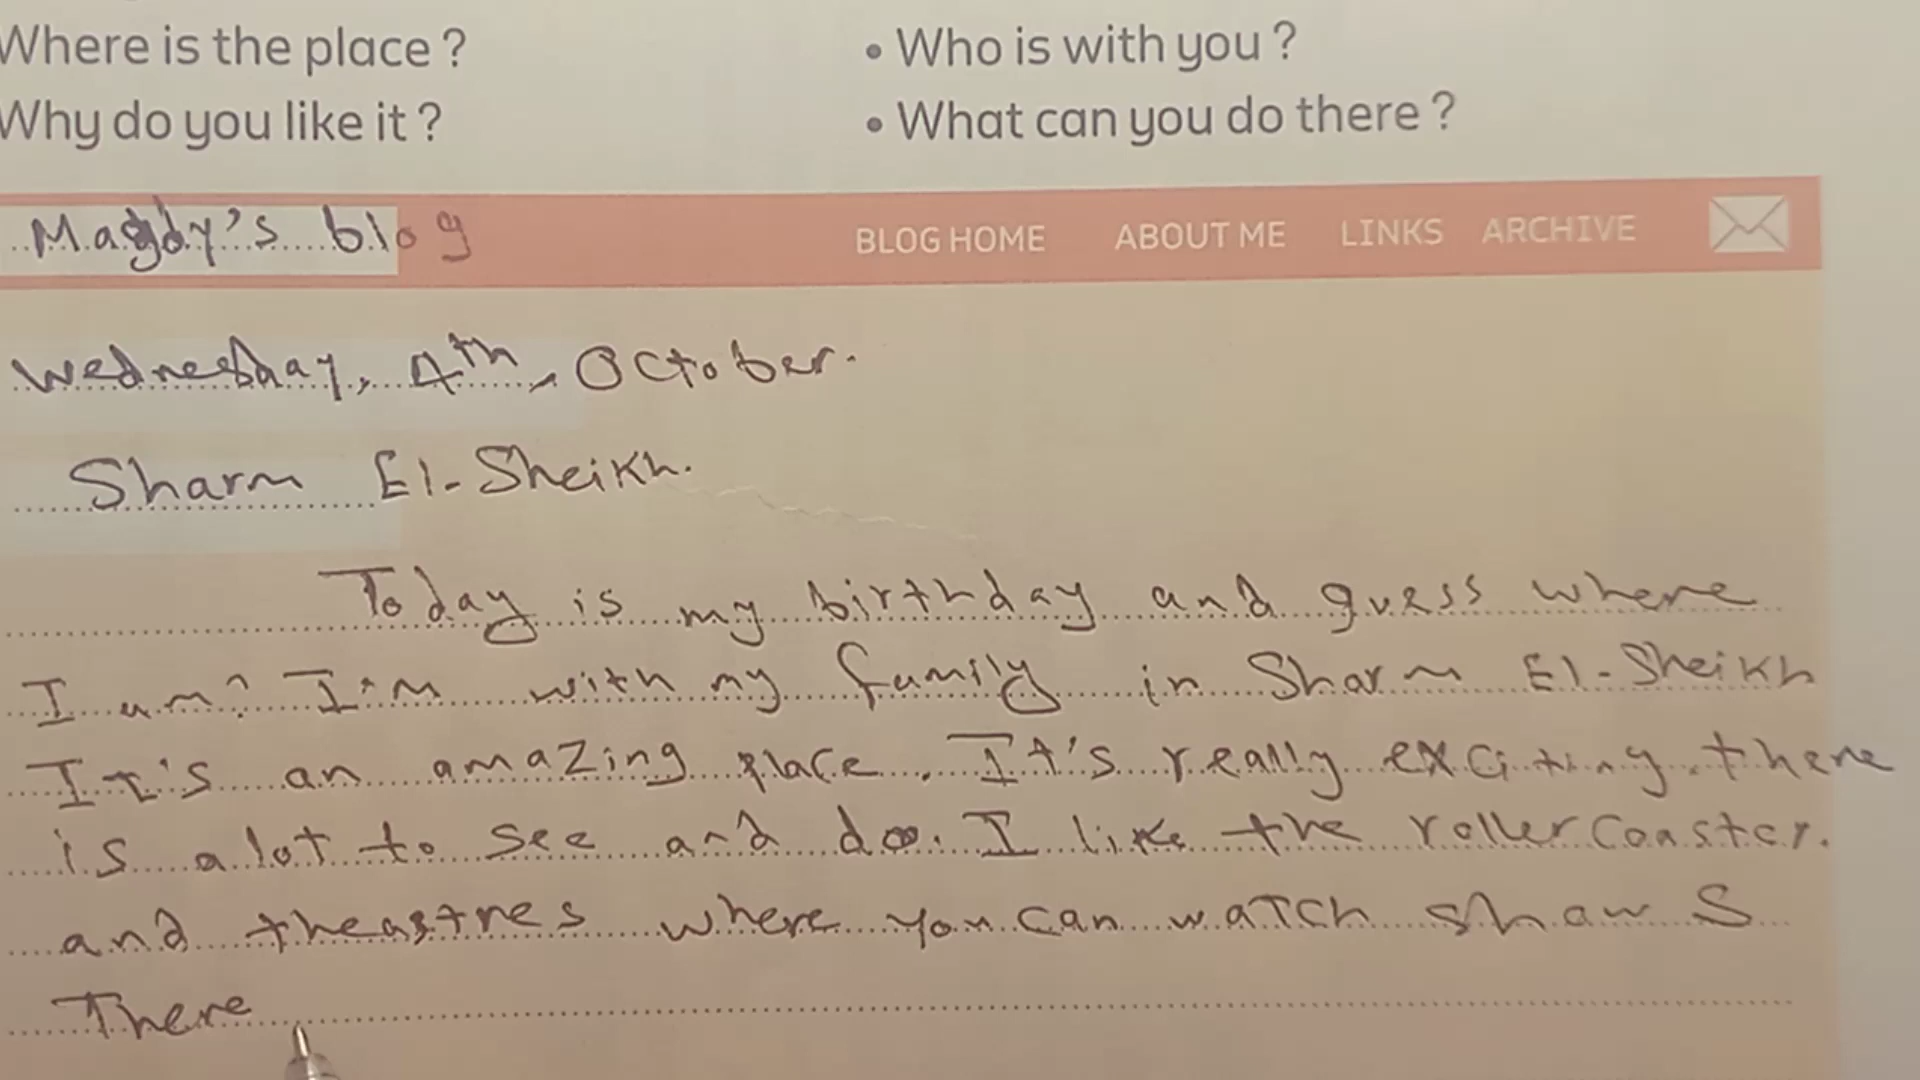 Where is the place ?
• Who is with you ?
Why do you like it ?
• What can you do there ?
Magdy's blog
BLOG HOME ABOUT ME LINKS ARCHIVE
Wednesday, 4th, October.
Sharm El-Sheikh.
Today is my birthday and guess where
I am? I'm with my family in Sharm El-Sheikh
It's an amazing place. It's really exciting. there
is a lot to see and do. I like the roller coaster.
and theatres where you can watch shows
There